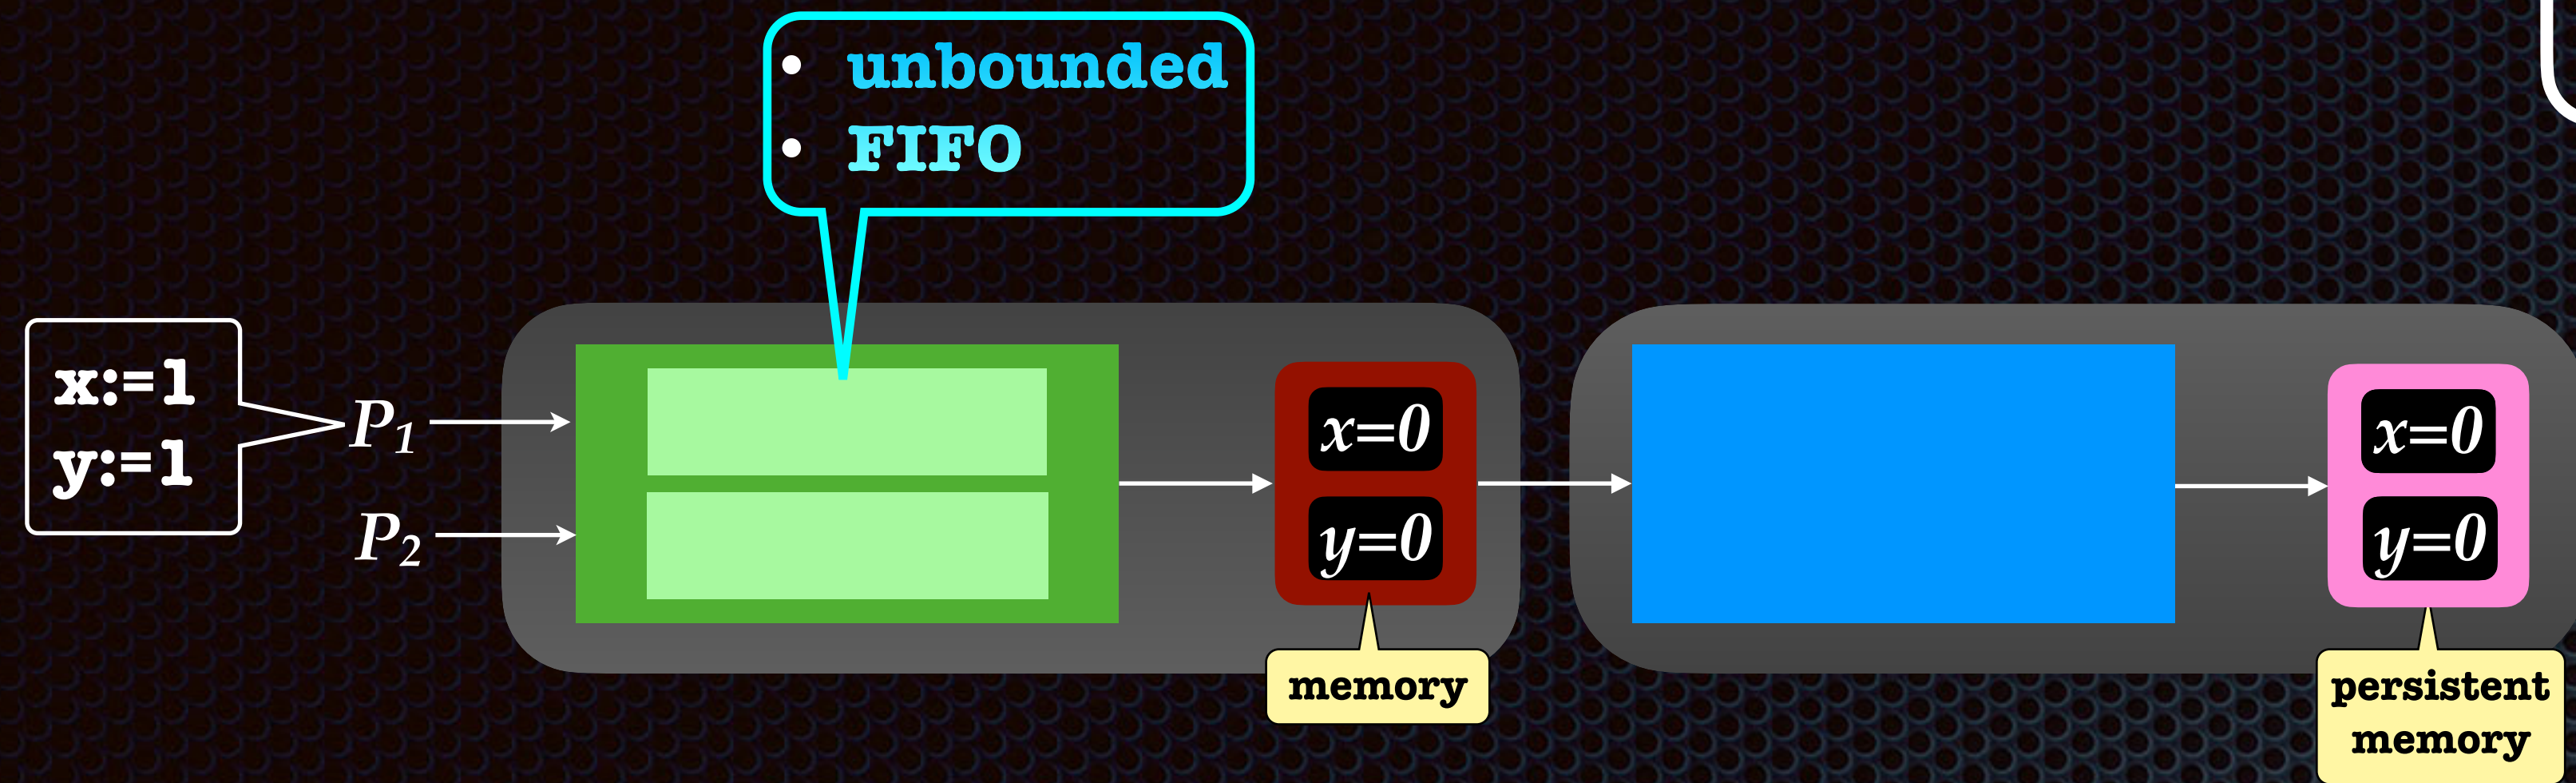 • unbounded
• FIFO
x:=1
y:=1
P1
P2
x=0
y=0
memory
x=0
y=0
persistent
memory